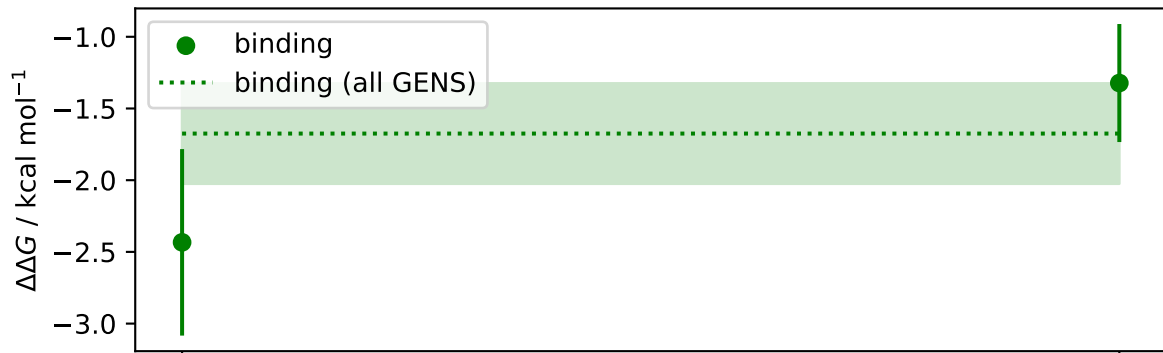 binding
binding (all GENS)
−1.0
−1.5
−2.0
−2.5
−3.0
ΔΔG / kcal mol⁻¹